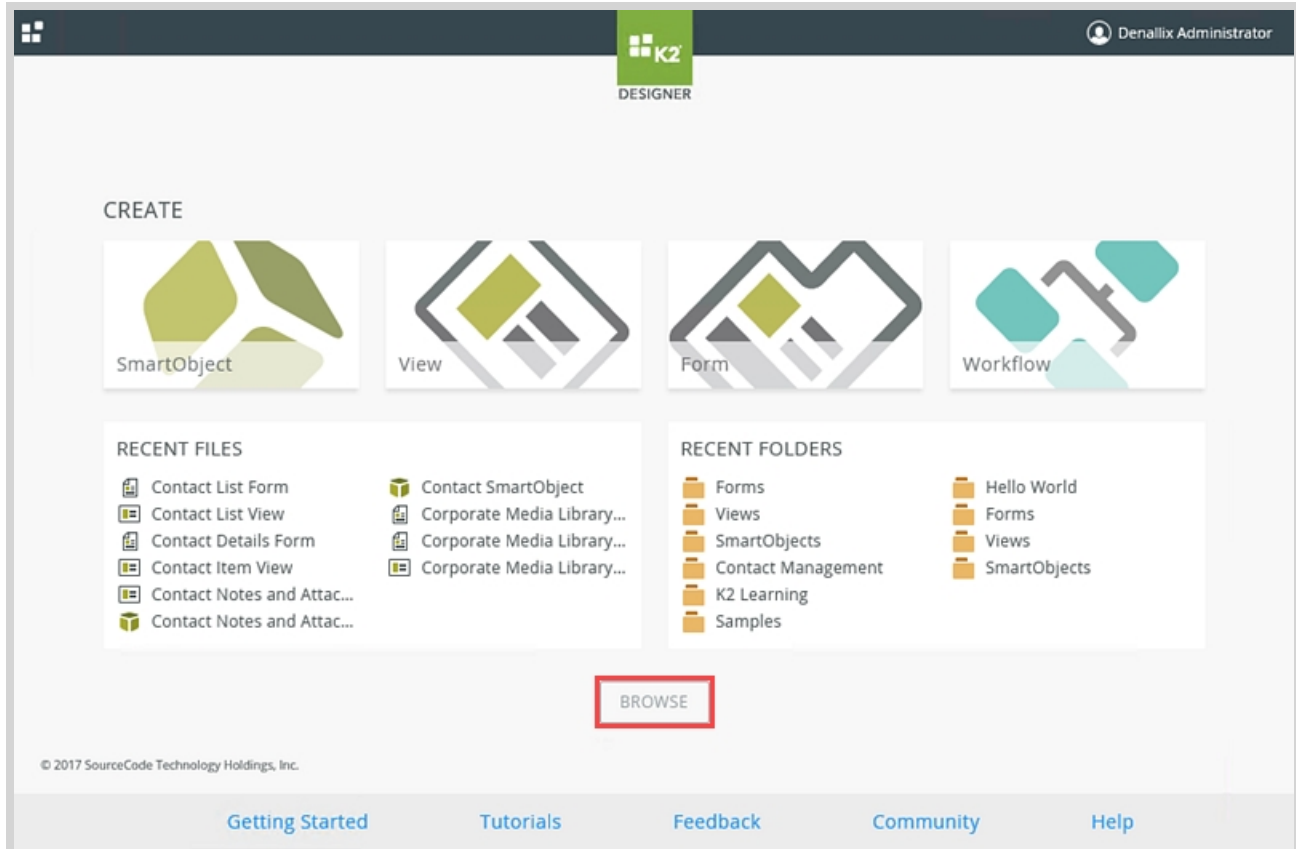 Denallix Administrator
K2
DESIGNER
CREATE
SmartObject
View
Form
Workflow
RECENT FILES
Contact List Form
Contact List View
Contact Details Form
Contact Item View
Contact Notes and Attac...
Contact Notes and Attac...
Contact SmartObject
Corporate Media Library...
Corporate Media Library...
Corporate Media Library...
RECENT FOLDERS
Forms
Views
SmartObjects
Contact Management
K2 Learning
Samples
Hello World
Forms
Views
SmartObjects
BROWSE
© 2017 SourceCode Technology Holdings, Inc.
Getting Started
Tutorials
Feedback
Community
Help